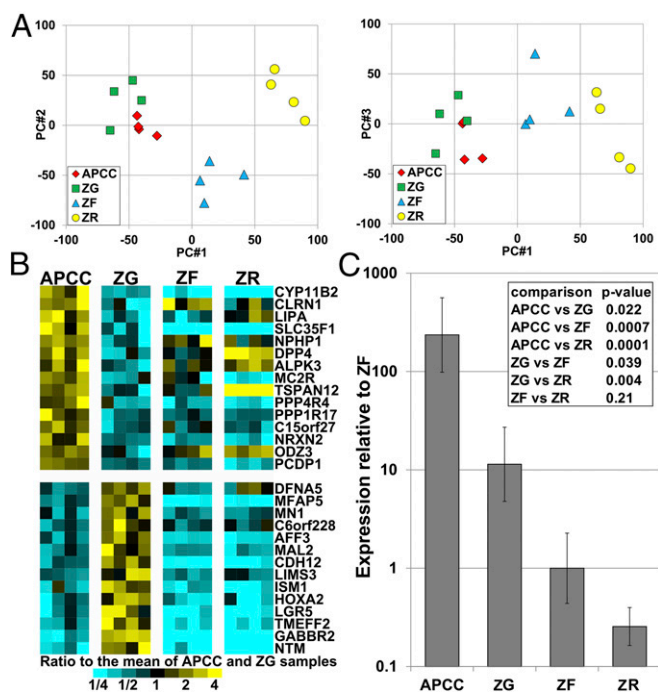 A
100
50
0
-50
-100
PC#2
-100 -50 0 50 100
PC#1
APCC
ZG
ZF
ZR
100
50
0
-50
-100
PC#3
-100 -50 0 50 100
PC#1
APCC
ZG
ZF
ZR
B
APCC ZG ZF ZR
CYP11B2
CLRN1
LIPA
SLC35F1
NPHP1
DPP4
ALPK3
MC2R
TSPAN12
PPP4R4
PPP1R17
C15orf27
NRXN2
ODZ3
PCDP1
DFNA5
MFAP5
MN1
C6orf228
AFF3
MAL2
CDH12
LIMS3
ISM1
HOXA2
LGR5
TMEFF2
GABBR2
NTM
Ratio to the mean of APCC and ZG samples
1/4 1/2 1 2 4
C
Expression relative to ZF
1000
100
10
1
0.1
comparison p-value
APCC vs ZG 0.022
APCC vs ZF 0.0007
APCC vs ZR 0.0001
ZG vs ZF 0.039
ZG vs ZR 0.004
ZF vs ZR 0.21
APCC ZG ZF ZR